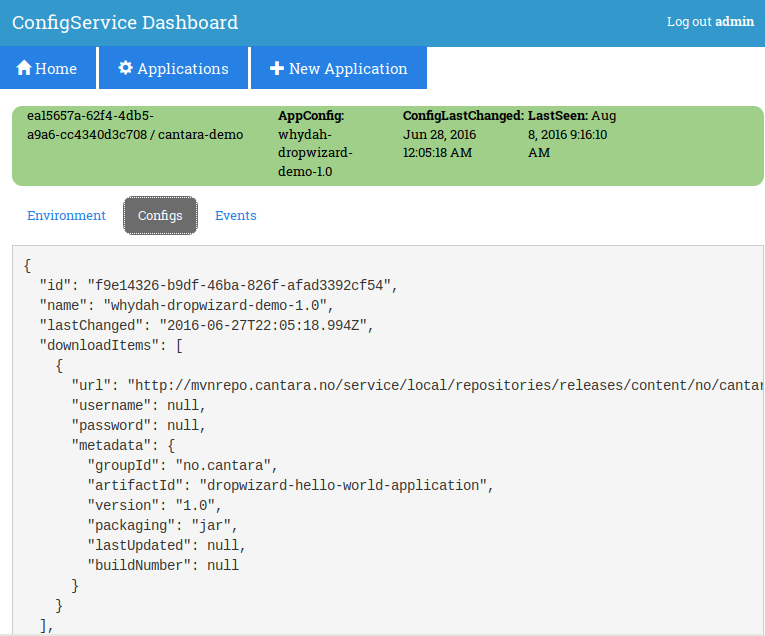 ConfigService Dashboard
Log out admin
Home
Applications
New Application
ea15657a-62f4-4db5-
a9a6-cc4340d3c708 / cantara-demo
AppConfig:
whydah-
dropwizard-
demo-1.0
ConfigLastChanged:
Jun 28, 2016
12:05:18 AM
LastSeen: Aug
8, 2016 9:16:10
AM
Environment
Configs
Events
{
  "id": "f9e14326-b9df-46ba-826f-afad3392cf54",
  "name": "whydah-dropwizard-demo-1.0",
  "lastChanged": "2016-06-27T22:05:18.994Z",
  "downloadItems": [
    {
      "url": "http://mvnrepo.cantara.no/service/local/repositories/releases/content/no/cantar
      "username": null,
      "password": null,
      "metadata": {
        "groupId": "no.cantara",
        "artifactId": "dropwizard-hello-world-application",
        "version": "1.0",
        "packaging": "jar",
        "lastUpdated": null,
        "buildNumber": null
      }
    }
  ],